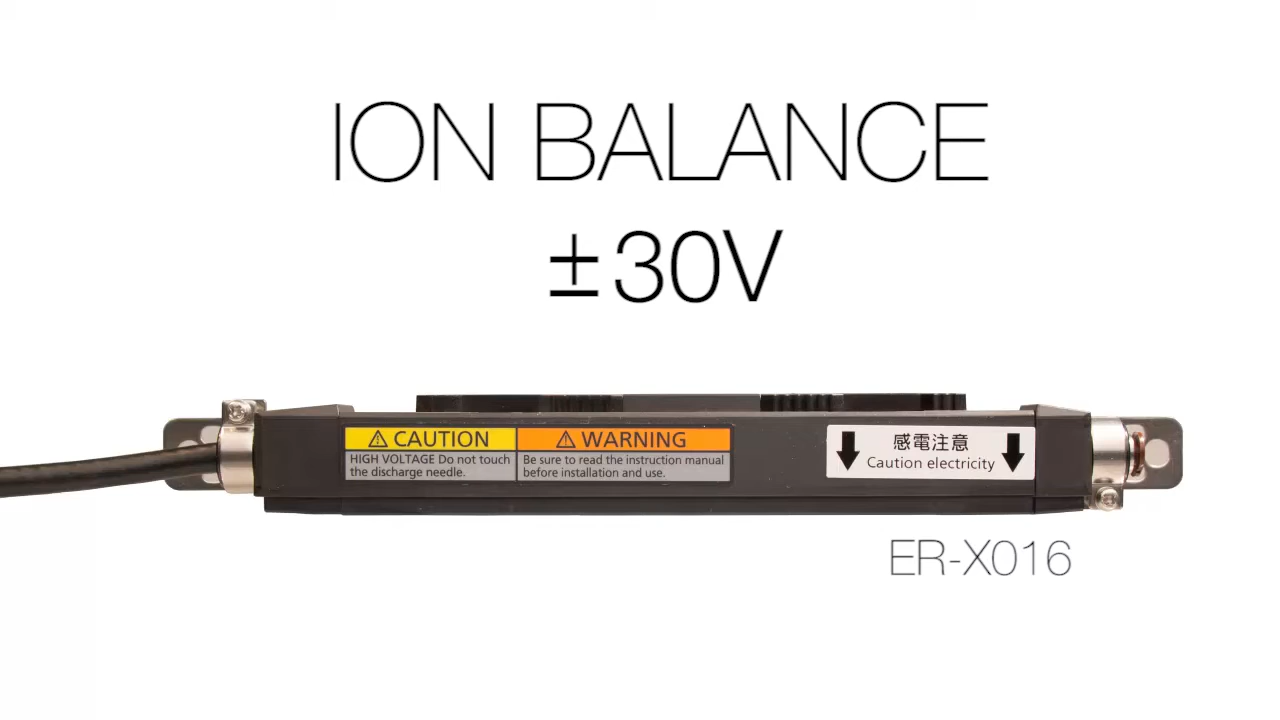 ION BALANCE
±30V
⚠ CAUTION
HIGH VOLTAGE Do not touch
the discharge needle.
⚠ WARNING
Be sure to read the instruction manual
before installation and use.
感電注意
Caution electricity
ER-X016